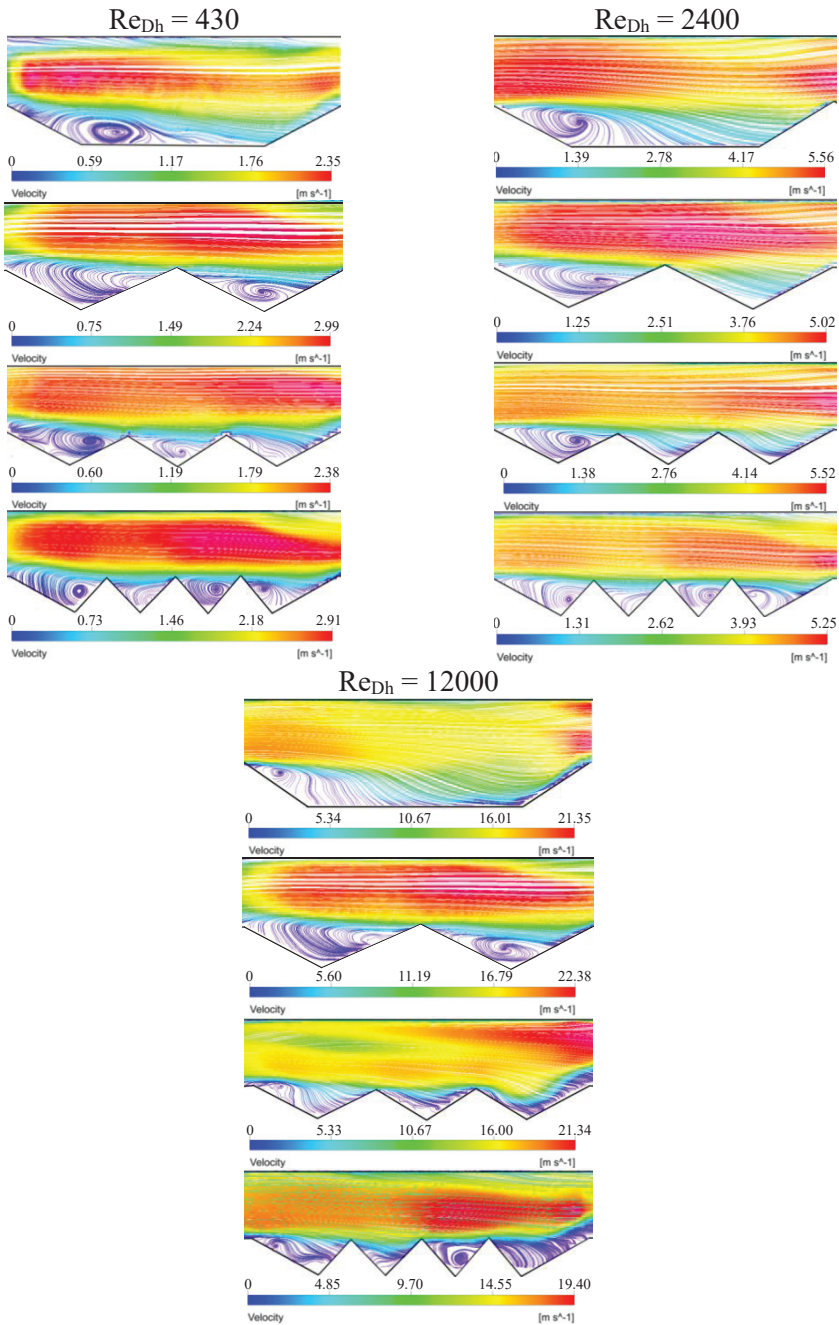 ReDh = 430
0 0.59 1.17 1.76 2.35
Velocity [m s^-1]
0 0.75 1.49 2.24 2.99
Velocity [m s^-1]
0 0.60 1.19 1.79 2.38
Velocity [m s^-1]
0 0.73 1.46 2.18 2.91
Velocity [m s^-1]
ReDh = 2400
0 1.39 2.78 4.17 5.56
Velocity [m s^-1]
0 1.25 2.51 3.76 5.02
Velocity [m s^-1]
0 1.38 2.76 4.14 5.52
Velocity [m s^-1]
0 1.31 2.62 3.93 5.25
Velocity [m s^-1]
ReDh = 12000
0 5.34 10.67 16.01 21.35
Velocity [m s^-1]
0 5.60 11.19 16.79 22.38
Velocity [m s^-1]
0 5.33 10.67 16.00 21.34
Velocity [m s^-1]
0 4.85 9.70 14.55 19.40
Velocity [m s^-1]